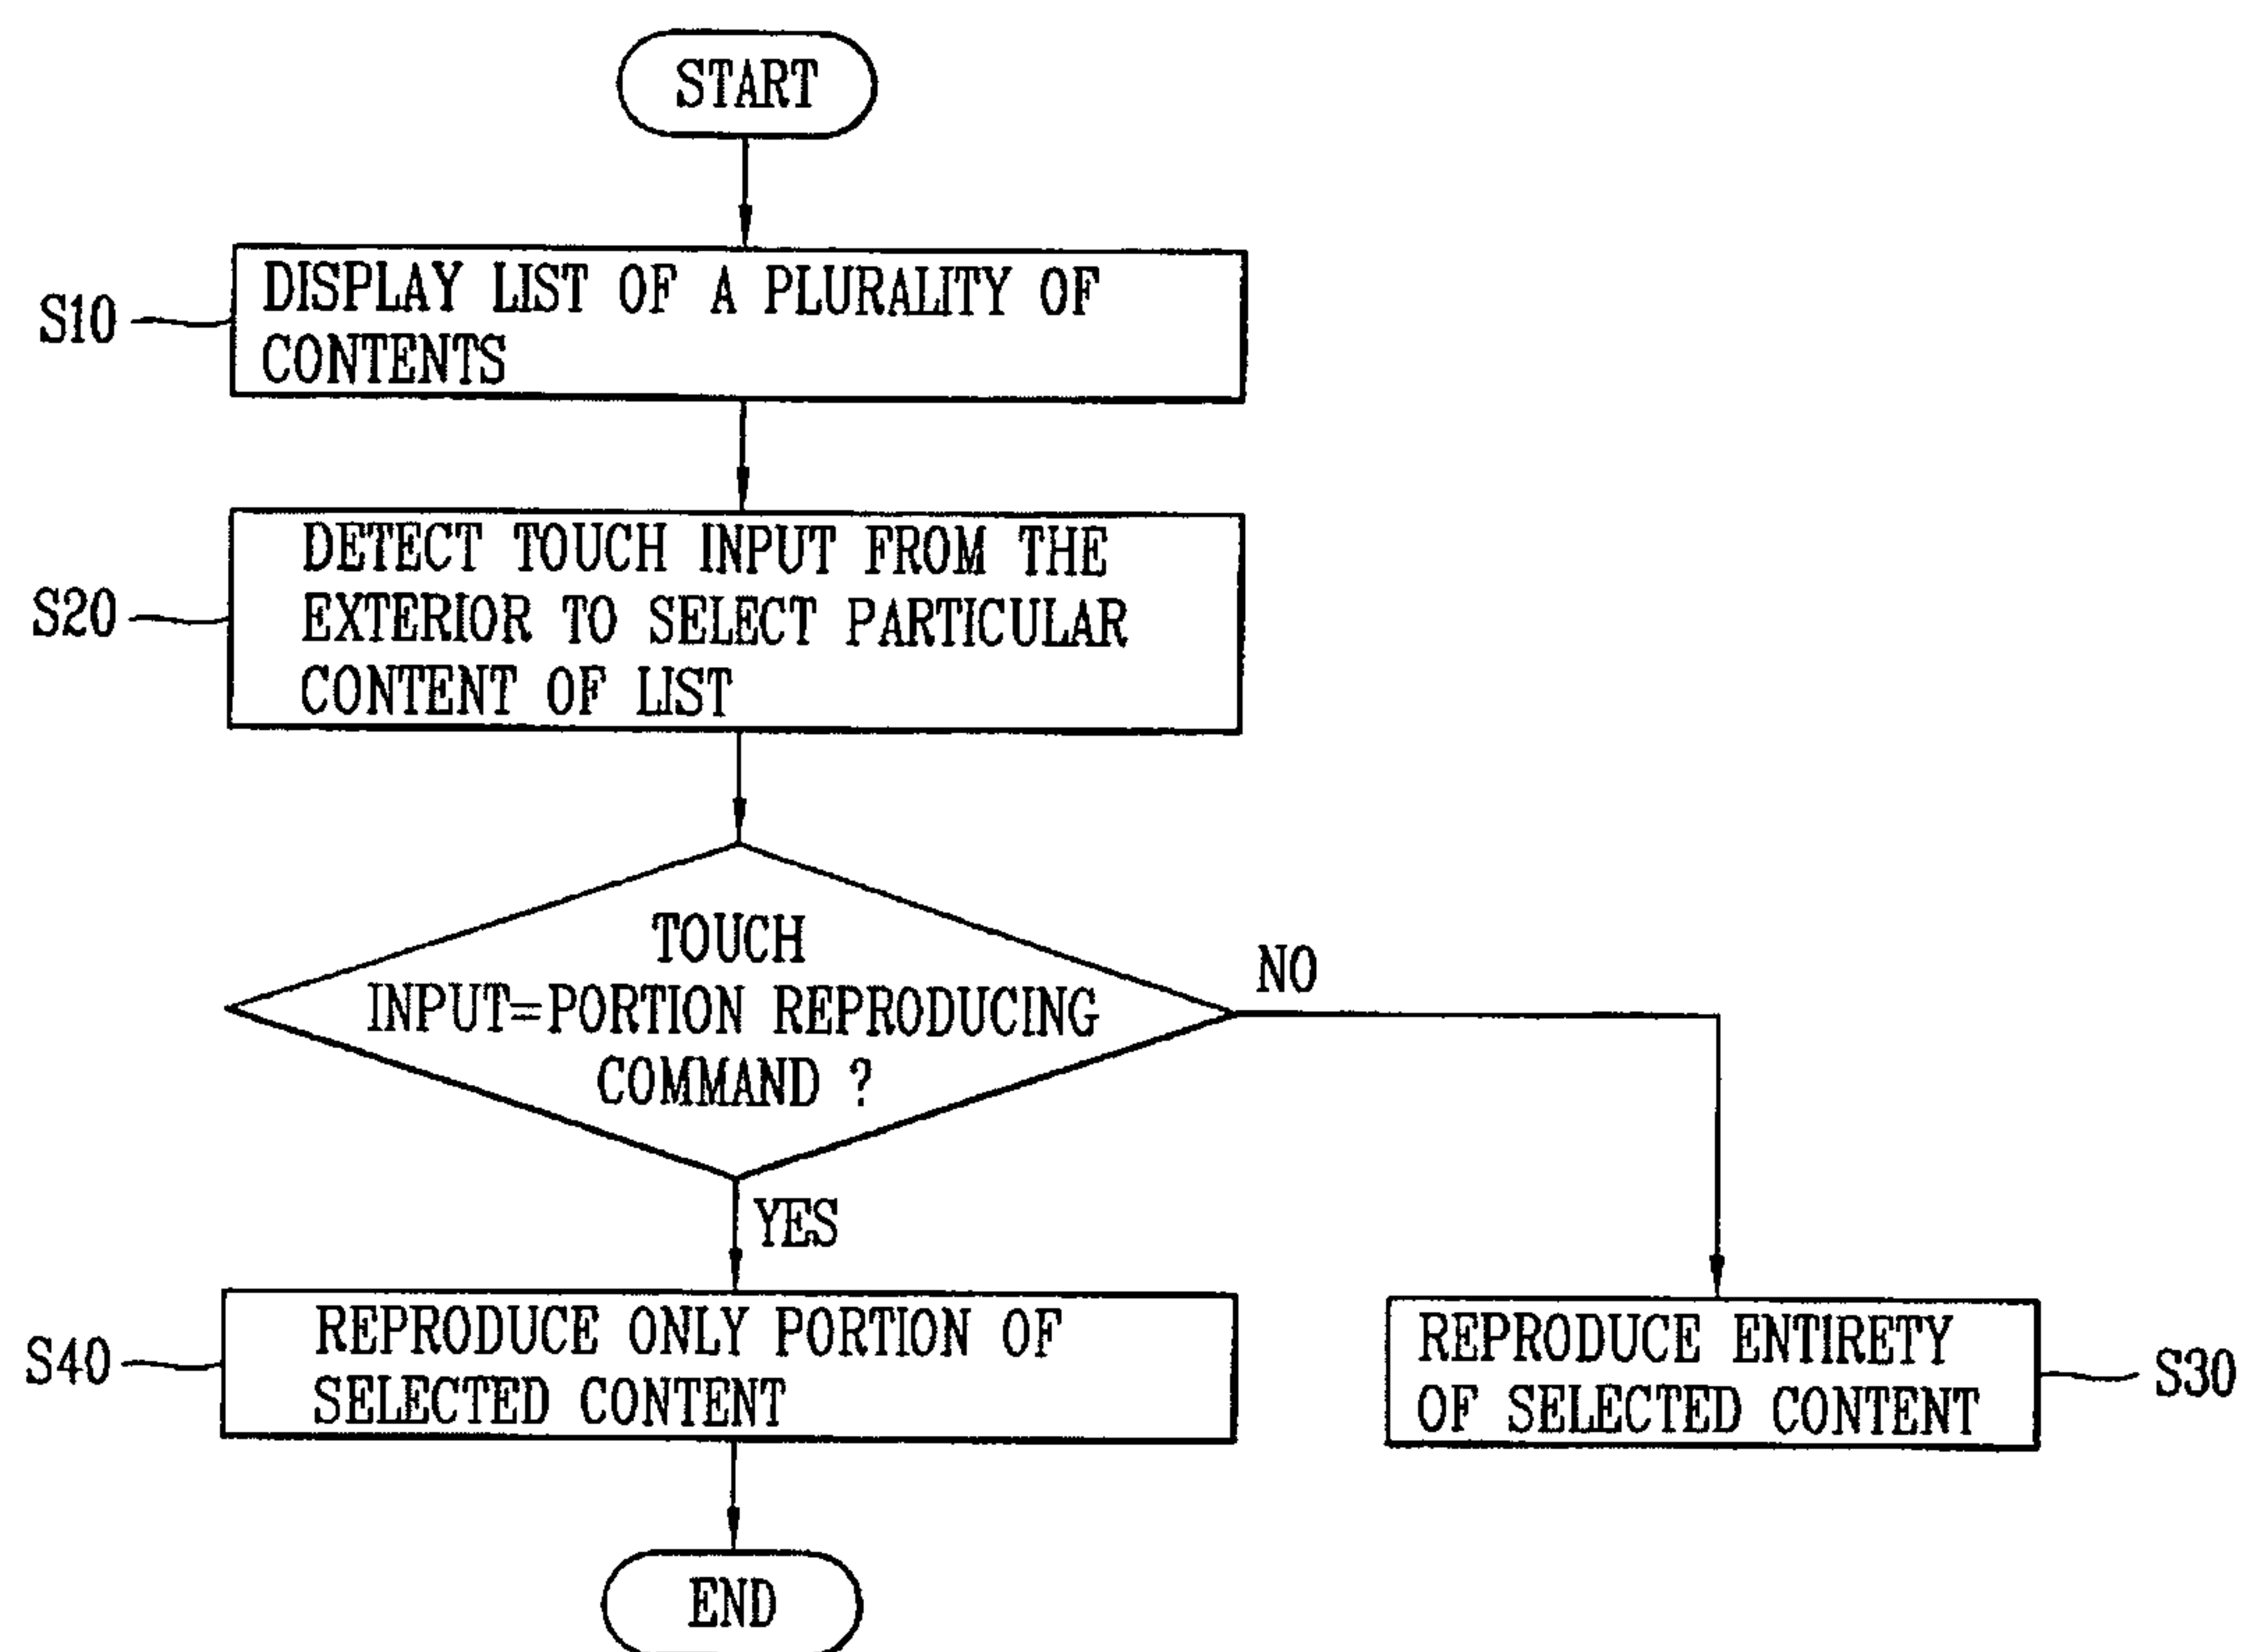 START
S10
DISPLAY LIST OF A PLURALITY OF
CONTENTS
S20
DETECT TOUCH INPUT FROM THE
EXTERIOR TO SELECT PARTICULAR
CONTENT OF LIST
TOUCH
INPUT=PORTION REPRODUCING
COMMAND ?
NO
YES
S40
REPRODUCE ONLY PORTION OF
SELECTED CONTENT
REPRODUCE ENTIRETY
OF SELECTED CONTENT
S30
END